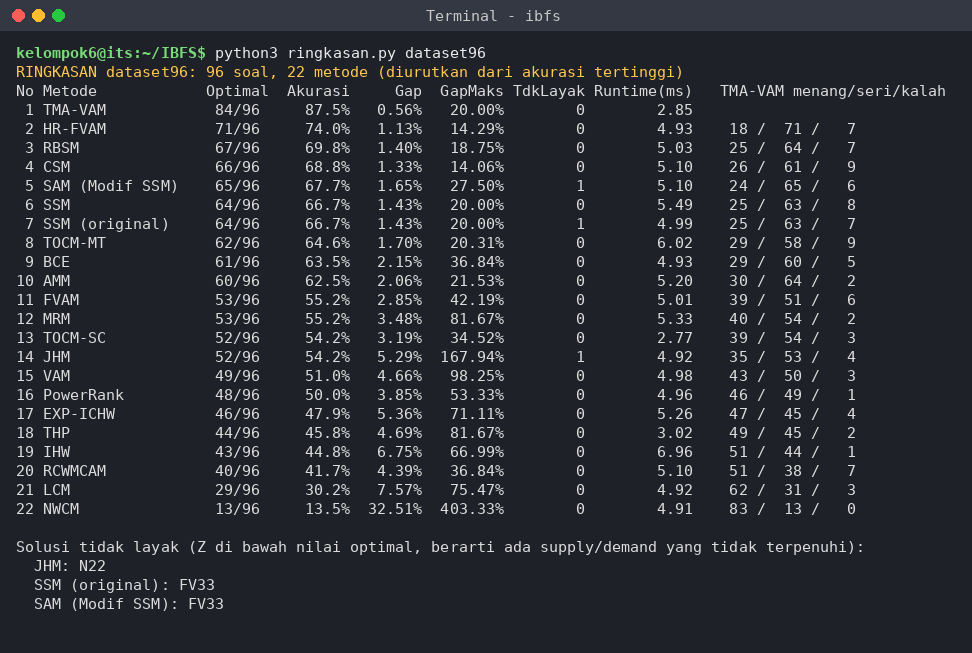 Terminal - ibfs
kelompok6@its:~/IBFS$ python3 ringkasan.py dataset96
RINGKASAN dataset96: 96 soal, 22 metode (diurutkan dari akurasi tertinggi)
No Metode Optimal Akurasi Gap GapMaks TdkLayak Runtime(ms) TMA-VAM menang/seri/kalah
1 TMA-VAM 84/96 87.5% 0.56% 20.00% 0 2.85
2 HR-FVAM 71/96 74.0% 1.13% 14.29% 0 4.93 18 / 71 / 7
3 RBSM 67/96 69.8% 1.40% 18.75% 0 5.03 25 / 64 / 7
4 CSM 66/96 68.8% 1.33% 14.06% 0 5.10 26 / 61 / 9
5 SAM (Modif SSM) 65/96 67.7% 1.65% 27.50% 1 5.10 24 / 65 / 6
6 SSM 64/96 66.7% 1.43% 20.00% 0 5.49 25 / 63 / 8
7 SSM (original) 64/96 66.7% 1.43% 20.00% 1 4.99 25 / 63 / 7
8 TOCM-MT 62/96 64.6% 1.70% 20.31% 0 6.02 29 / 58 / 9
9 BCE 61/96 63.5% 2.15% 36.84% 0 4.93 29 / 60 / 5
10 AMM 60/96 62.5% 2.06% 21.53% 0 5.20 30 / 64 / 2
11 FVAM 53/96 55.2% 2.85% 42.19% 0 5.01 39 / 51 / 6
12 MRM 53/96 55.2% 3.48% 81.67% 0 5.33 40 / 54 / 2
13 TOCM-SC 52/96 54.2% 3.19% 34.52% 0 2.77 39 / 54 / 3
14 JHM 52/96 54.2% 5.29% 167.94% 1 4.92 35 / 53 / 4
15 VAM 49/96 51.0% 4.66% 98.25% 0 4.98 43 / 50 / 3
16 PowerRank 48/96 50.0% 3.85% 53.33% 0 4.96 46 / 49 / 1
17 EXP-ICHW 46/96 47.9% 5.36% 71.11% 0 5.26 47 / 45 / 4
18 THP 44/96 45.8% 4.69% 81.67% 0 3.02 49 / 45 / 2
19 IHW 43/96 44.8% 6.75% 66.99% 0 6.96 51 / 44 / 1
20 RCWMCAM 40/96 41.7% 4.39% 36.84% 0 5.10 51 / 38 / 7
21 LCM 29/96 30.2% 7.57% 75.47% 0 4.92 62 / 31 / 3
22 NWCM 13/96 13.5% 32.51% 403.33% 0 4.91 83 / 13 / 0
Solusi tidak layak (Z di bawah nilai optimal, berarti ada supply/demand yang tidak terpenuhi):
JHM: N22
SSM (original): FV33
SAM (Modif SSM): FV33